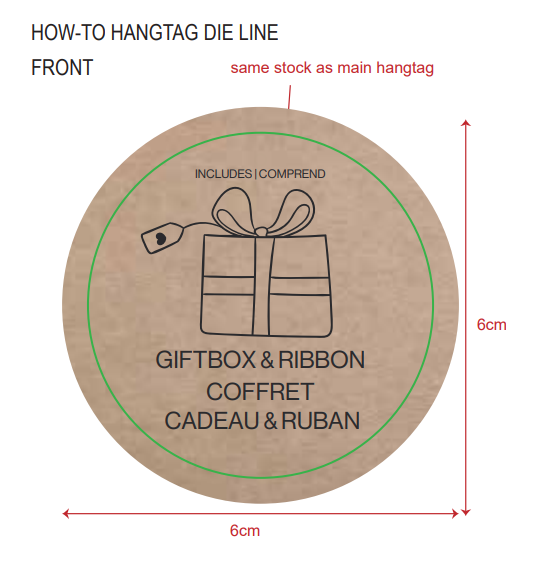 HOW-TO HANGTAG DIE LINE
FRONT
same stock as main hangtag
INCLUDES | COMPREND
GIFTBOX & RIBBON
COFFRET
CADEAU & RUBAN
6cm
6cm